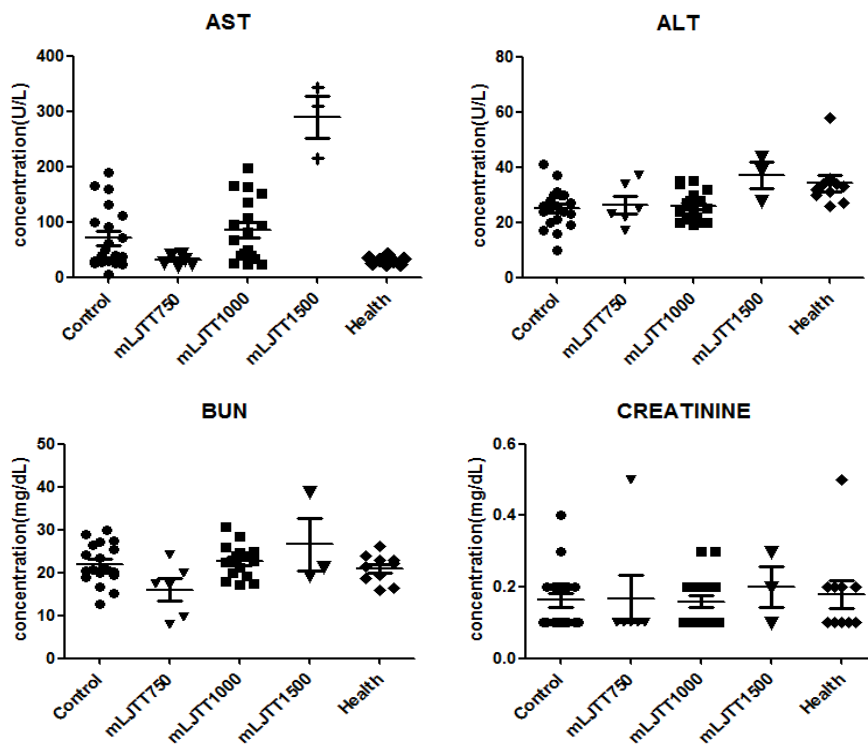 AST
concentration(U/L)
400
300
200
100
0
Control
mLJTT750
mLJTT1000
mLJTT1500
Health
ALT
concentration(U/L)
80
60
40
20
0
Control
mLJTT750
mLJTT1000
mLJTT1500
Health
BUN
concentration(mg/dL)
50
40
30
20
10
0
Control
mLJTT750
mLJTT1000
mLJTT1500
Health
CREATININE
concentration(mg/dL)
0.6
0.4
0.2
0.0
Control
mLJTT750
mLJTT1000
mLJTT1500
Health